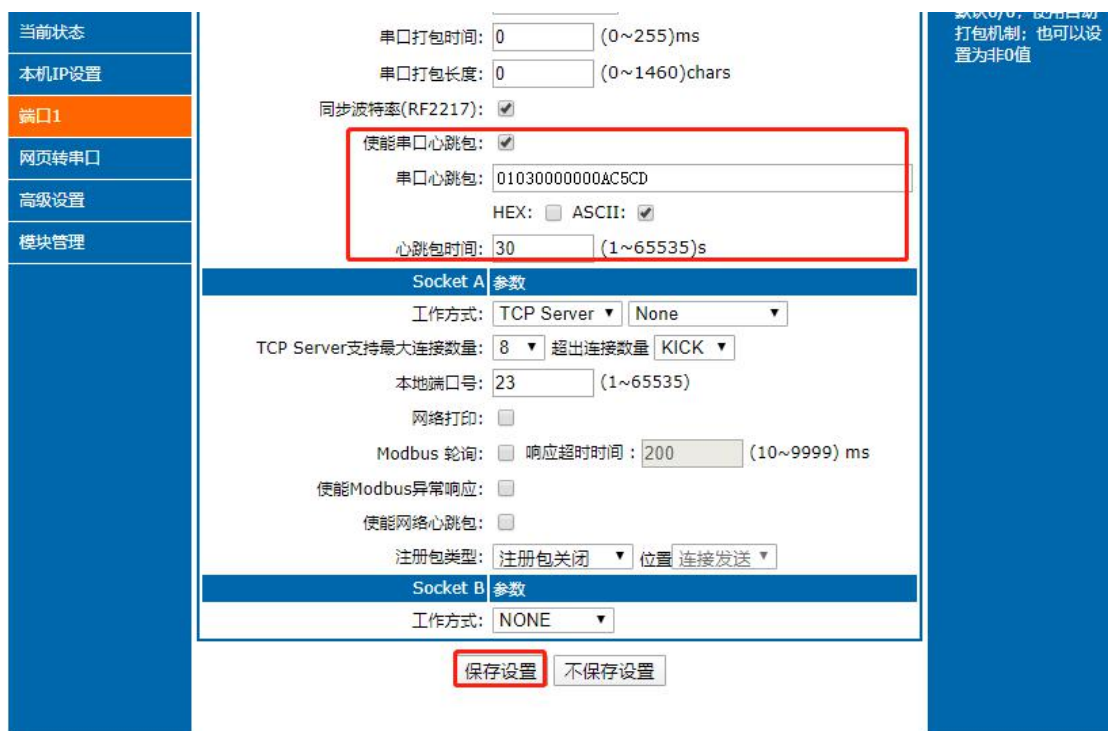 当前状态
本机IP设置
端口1
网页转串口
高级设置
模块管理
串口打包时间: 0 (0~255)ms
串口打包长度: 0 (0~1460)chars
同步波特率(RF2217):
使能串口心跳包:
串口心跳包: 01030000000AC5CD
HEX: ASCII:
心跳包时间: 30 (1~65535)s
Socket A 参数
工作方式: TCP Server None
TCP Server支持最大连接数量: 8 超出连接数量 KICK
本地端口号: 23 (1~65535)
网络打印:
Modbus 轮询: 响应超时时间 : 200 (10~9999) ms
使能Modbus异常响应:
使能网络心跳包:
注册包类型: 注册包关闭 位置 连接发送
Socket B 参数
工作方式: NONE
保存设置 不保存设置
默认0/0，使用自动
打包机制；也可以设
置为非0值